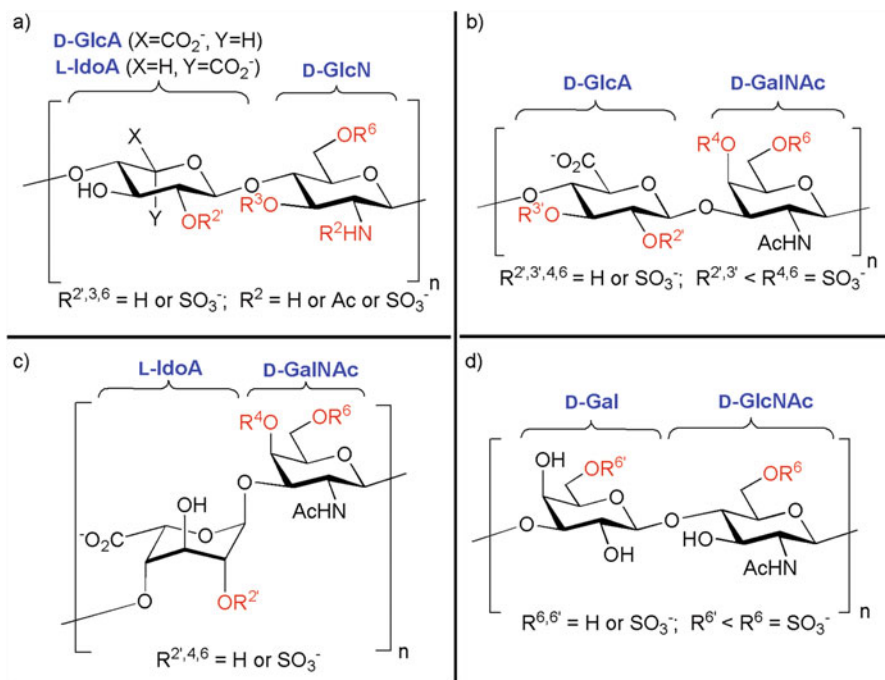 a)
D-GlcA (X=CO₂⁻, Y=H)
L-IdoA (X=H, Y=CO₂⁻)
D-GlcN
X
OR⁶
O
O
O
O
HO
Y
OR²'
R³O
R²HN
n
R²',³,⁶ = H or SO₃⁻; R² = H or Ac or SO₃⁻
b)
D-GlcA
D-GalNAc
R⁴O
OR⁶
⁻O₂C
O
O
O
O
R³'O
OR²'
AcHN
n
R²',³',⁴,⁶ = H or SO₃⁻; R²',³' < R⁴,⁶ = SO₃⁻
c)
L-IdoA
D-GalNAc
R⁴O
OR⁶
O
O
OH
AcHN
⁻O₂C
O
O
OR²'
n
R²',⁴,⁶ = H or SO₃⁻
d)
D-Gal
D-GlcNAc
OH
OR⁶'
OR⁶
O
O
O
O
OH
HO
AcHN
n
R⁶,⁶' = H or SO₃⁻; R⁶' < R⁶ = SO₃⁻